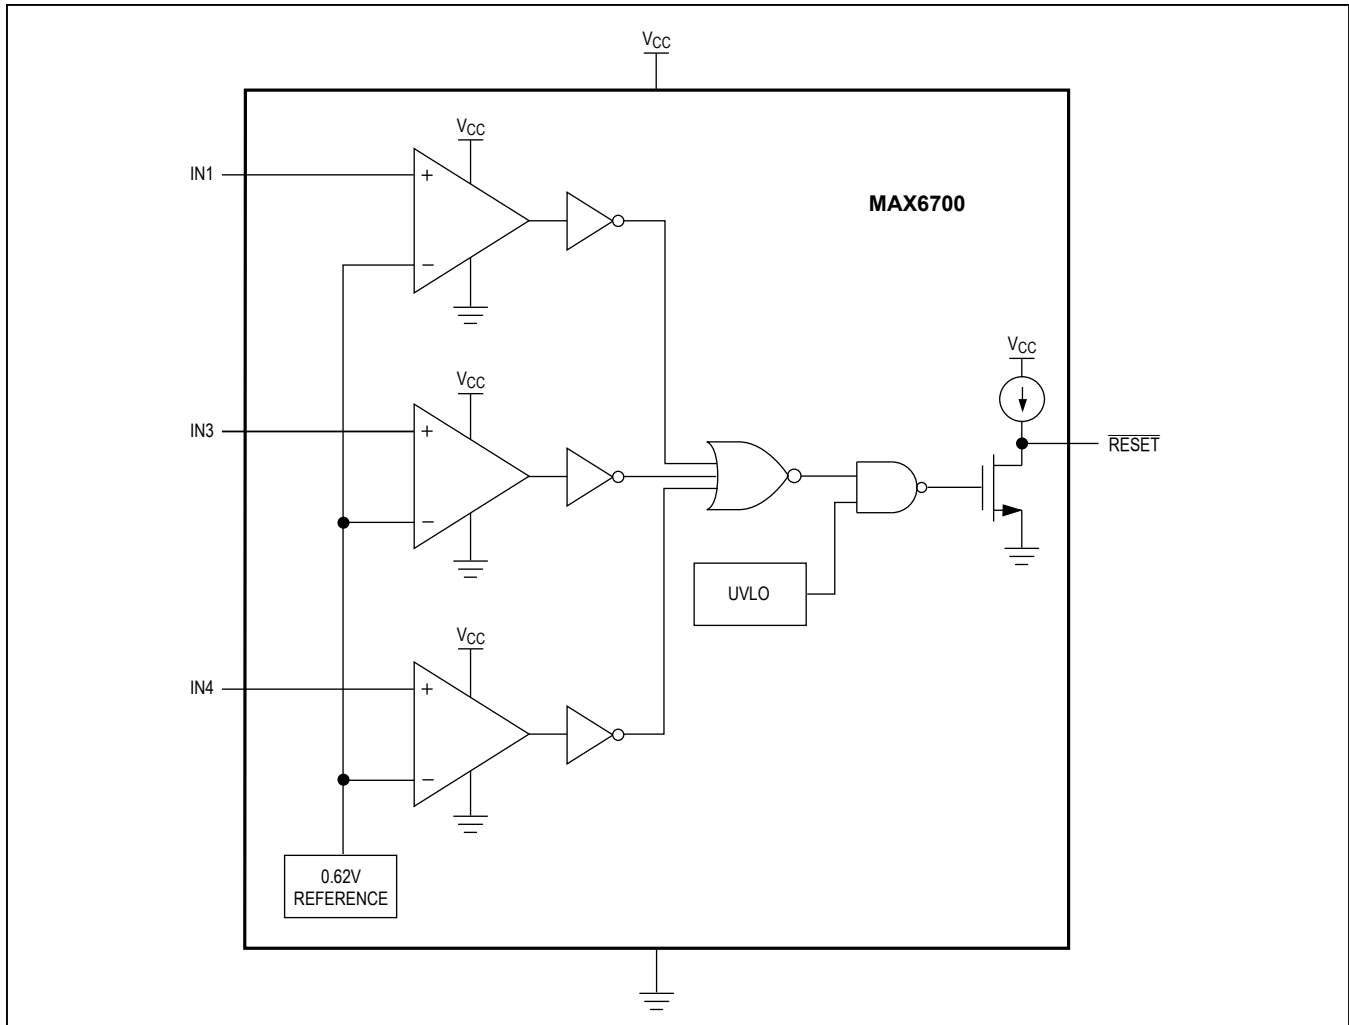 VCC
VCC
IN1
+
−
MAX6700
VCC
IN3
+
−
VCC
RESET
UVLO
VCC
IN4
+
−
0.62V
REFERENCE